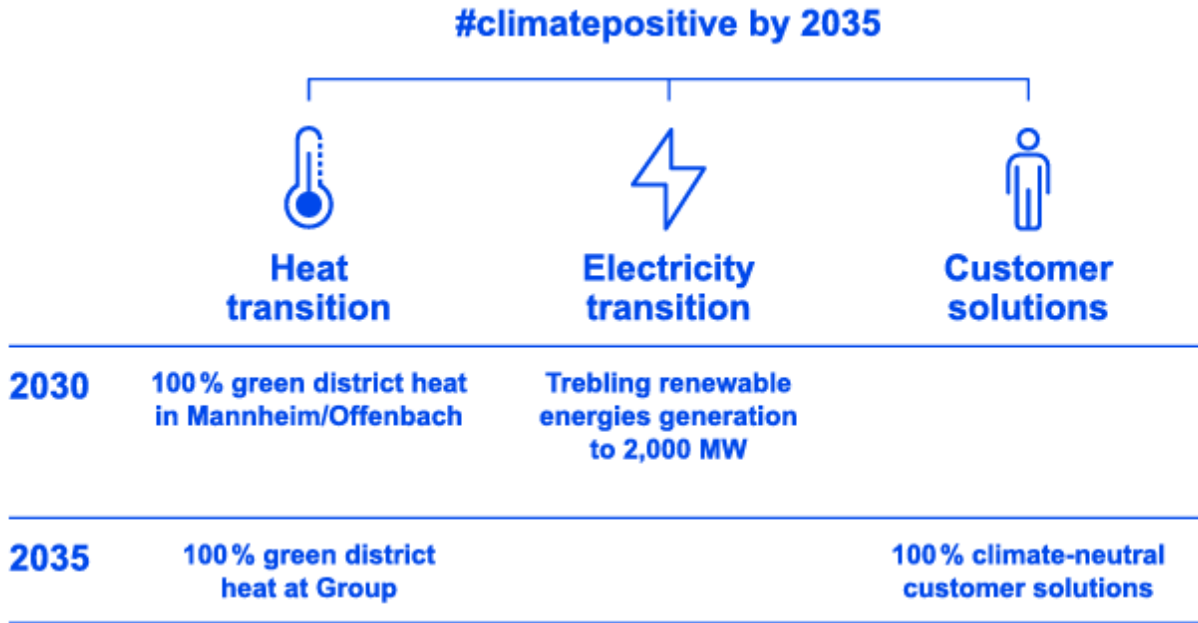 #climatepositive by 2035
Heat
transition
Electricity
transition
Customer
solutions
2030
100 % green district heat
in Mannheim/Offenbach
Trebling renewable
energies generation
to 2,000 MW
2035
100 % green district
heat at Group
100 % climate-neutral
customer solutions